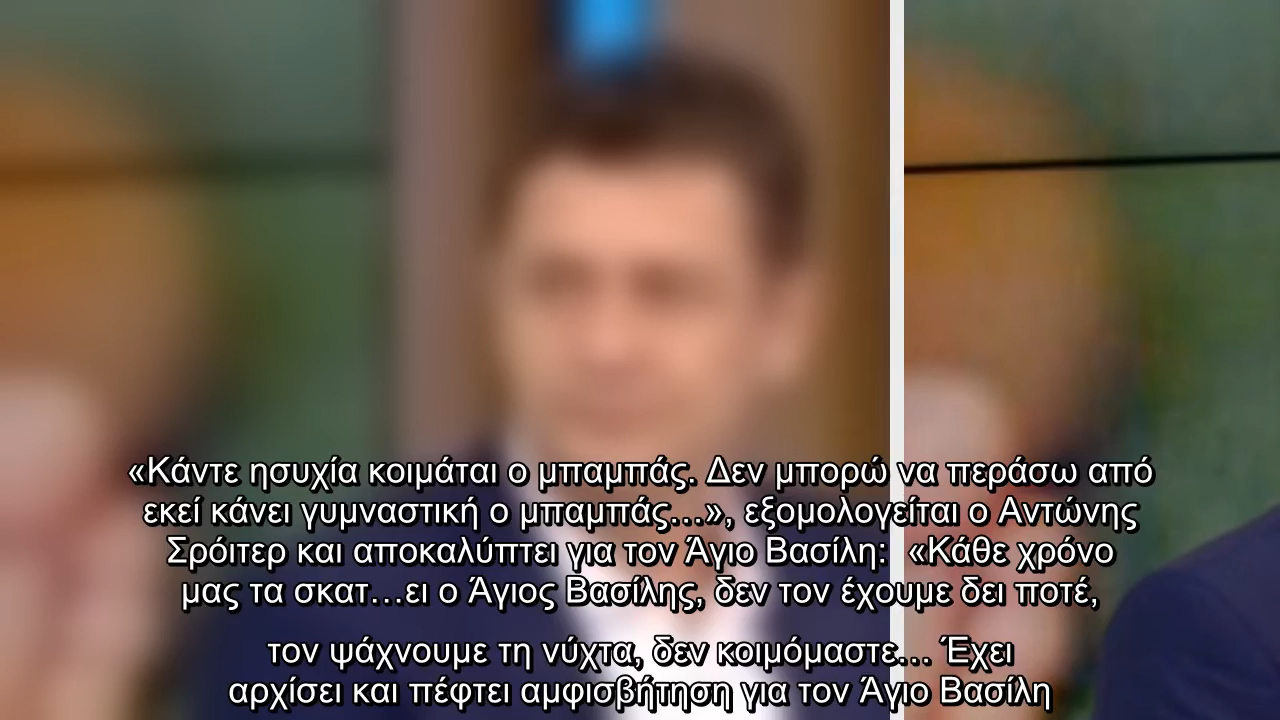 «Κάντε ησυχία κοιμάται ο μπαμπάς. Δεν μπορώ να περάσω από
εκεί κάνει γυμναστική ο μπαμπάς…», εξομολογείται ο Αντώνης
Σρόιτερ και αποκαλύπτει για τον Άγιο Βασίλη:  «Κάθε χρόνο
μας τα σκατ…ει ο Άγιος Βασίλης, δεν τον έχουμε δει ποτέ,
τον ψάχνουμε τη νύχτα, δεν κοιμόμαστε… Έχει
αρχίσει και πέφτει αμφισβήτηση για τον Άγιο Βασίλη